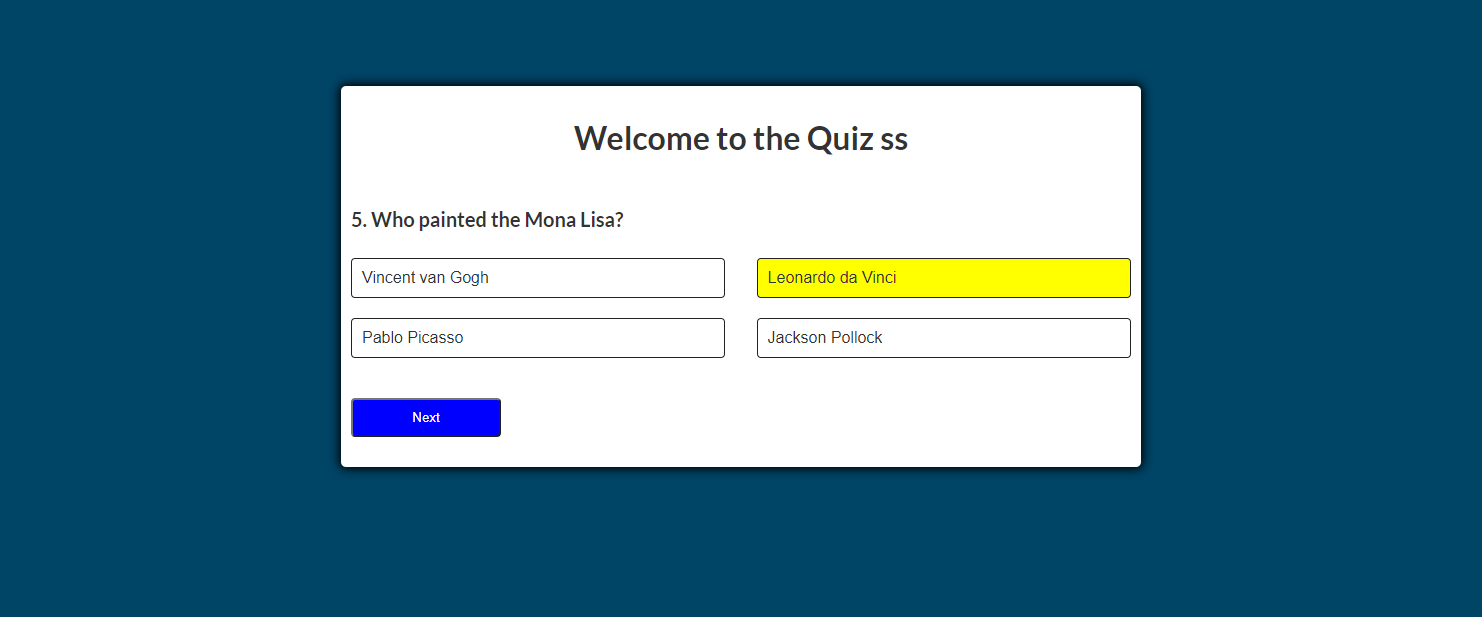 Welcome to the Quiz ss
5. Who painted the Mona Lisa?
Vincent van Gogh
Leonardo da Vinci
Pablo Picasso
Jackson Pollock
Next